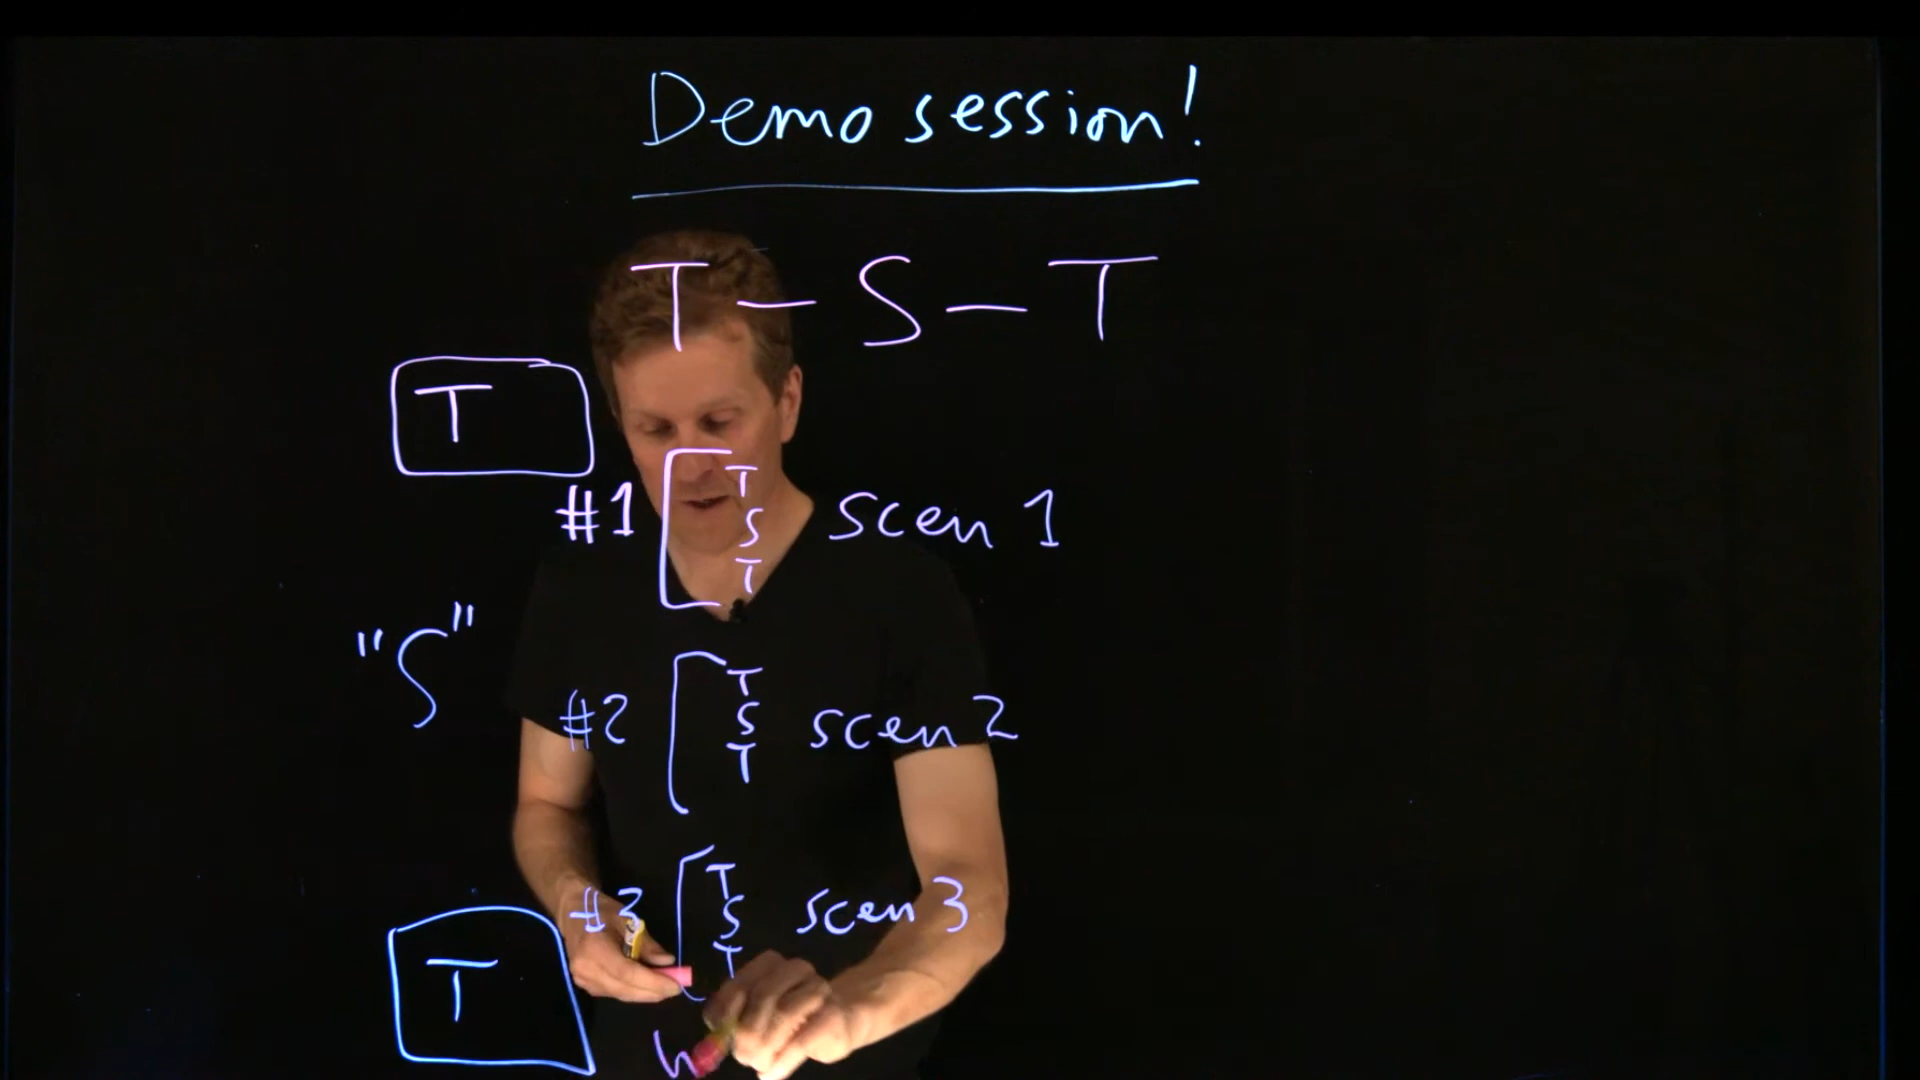 Demo session!
T - S - T
T
#1 [ T S T scen 1
"S"
#2 [ T S T scen 2
#3 [ T S T scen 3
T